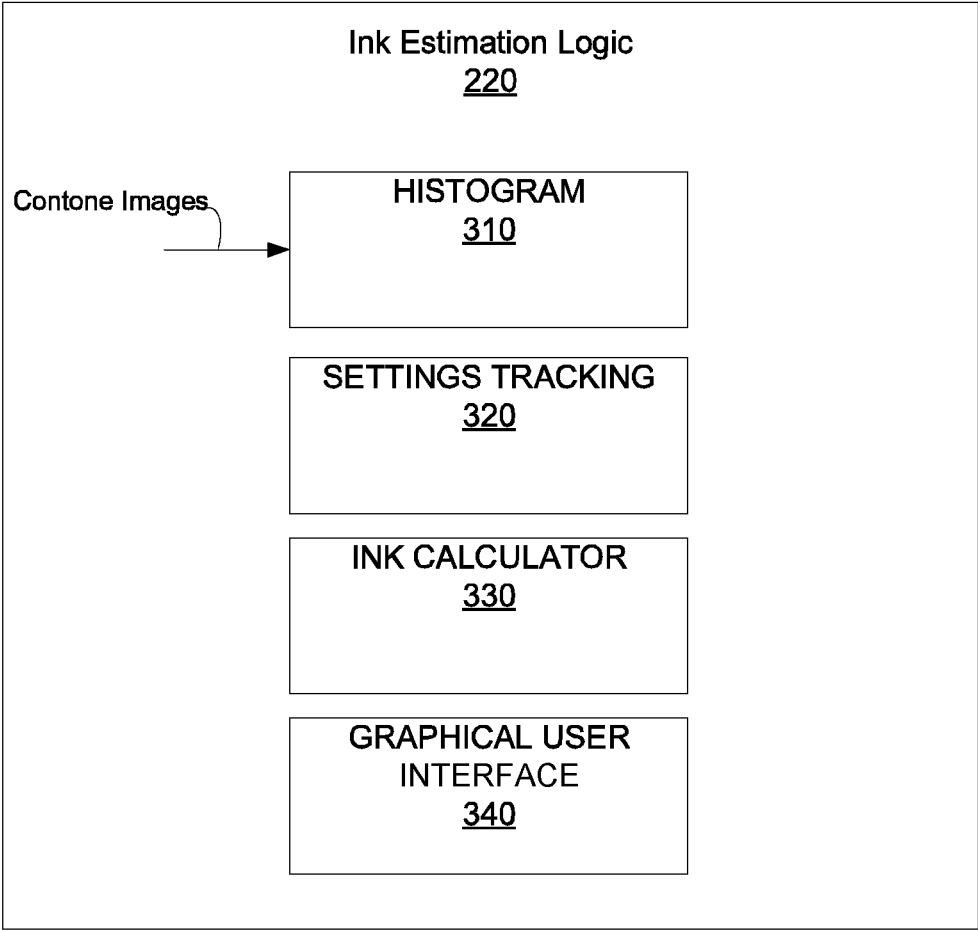 Ink Estimation Logic
220
HISTOGRAM
310
Contone Images
SETTINGS TRACKING
320
INK CALCULATOR
330
GRAPHICAL USER
INTERFACE
340